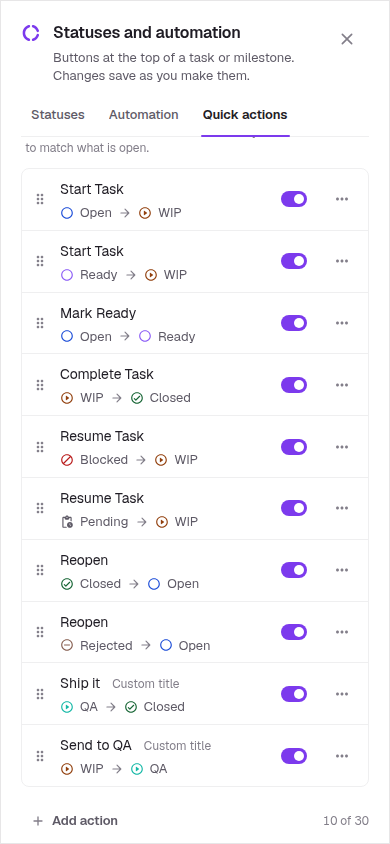 Statuses and automation
Buttons at the top of a task or milestone.
Changes save as you make them.
Statuses Automation Quick actions
to match what is open.
Start Task
Open → WIP
Start Task
Ready → WIP
Mark Ready
Open → Ready
Complete Task
WIP → Closed
Resume Task
Blocked → WIP
Resume Task
Pending → WIP
Reopen
Closed → Open
Reopen
Rejected → Open
Ship it Custom title
QA → Closed
Send to QA Custom title
WIP → QA
Add action 10 of 30